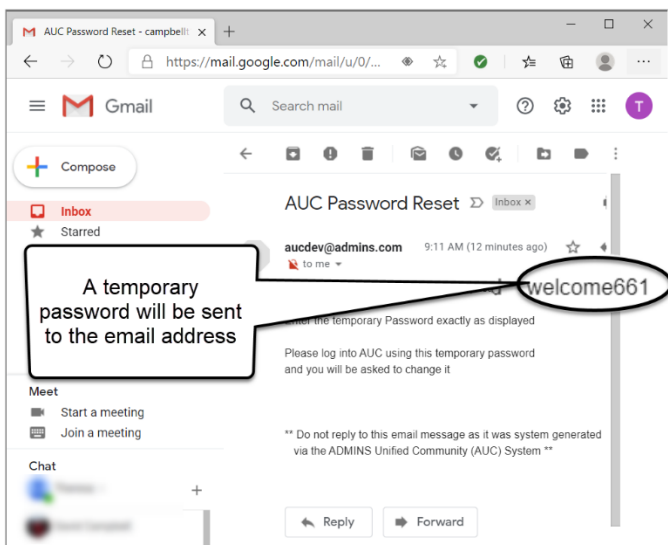 AUC Password Reset - campbellt
https://mail.google.com/mail/u/0/...
Gmail
Search mail
T
Compose
AUC Password Reset Inbox ×
Inbox
Starred
aucdev@admins.com 9:11 AM (12 minutes ago)
to me
welcome661
A temporary
password will be sent
to the email address
Enter the temporary Password exactly as displayed
Please log into AUC using this temporary password
and you will be asked to change it
Meet
Start a meeting
Join a meeting
** Do not reply to this email message as it was system generated
via the ADMINS Unified Community (AUC) System **
Chat
Reply
Forward